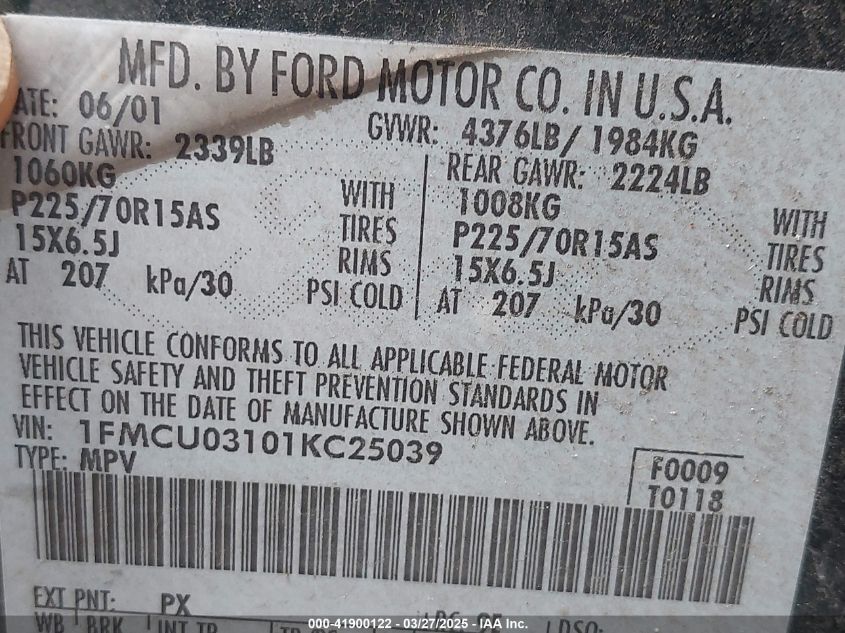 MFD. BY FORD MOTOR CO. IN U.S.A.
ATE: 06/01 GVWR: 4376LB/ 1984KG
FRONT GAWR: 2339LB REAR GAWR: 2224LB
1060KG WITH 1008KG WITH
P225/70R15AS TIRES P225/70R15AS TIRES
15X6.5J RIMS 15X6.5J RIMS
AT 207 kPa/30 PSI COLD AT 207 kPa/30 PSI COLD
THIS VEHICLE CONFORMS TO ALL APPLICABLE FEDERAL MOTOR
VEHICLE SAFETY AND THEFT PREVENTION STANDARDS IN
EFFECT ON THE DATE OF MANUFACTURE SHOWN ABOVE.
VIN: 1FMCU03101KC25039
TYPE: MPV
F0009
T0118
EXT PNT: PX
WB BRK INT TR
000-41900122 - 03/27/2025 - IAA Inc.